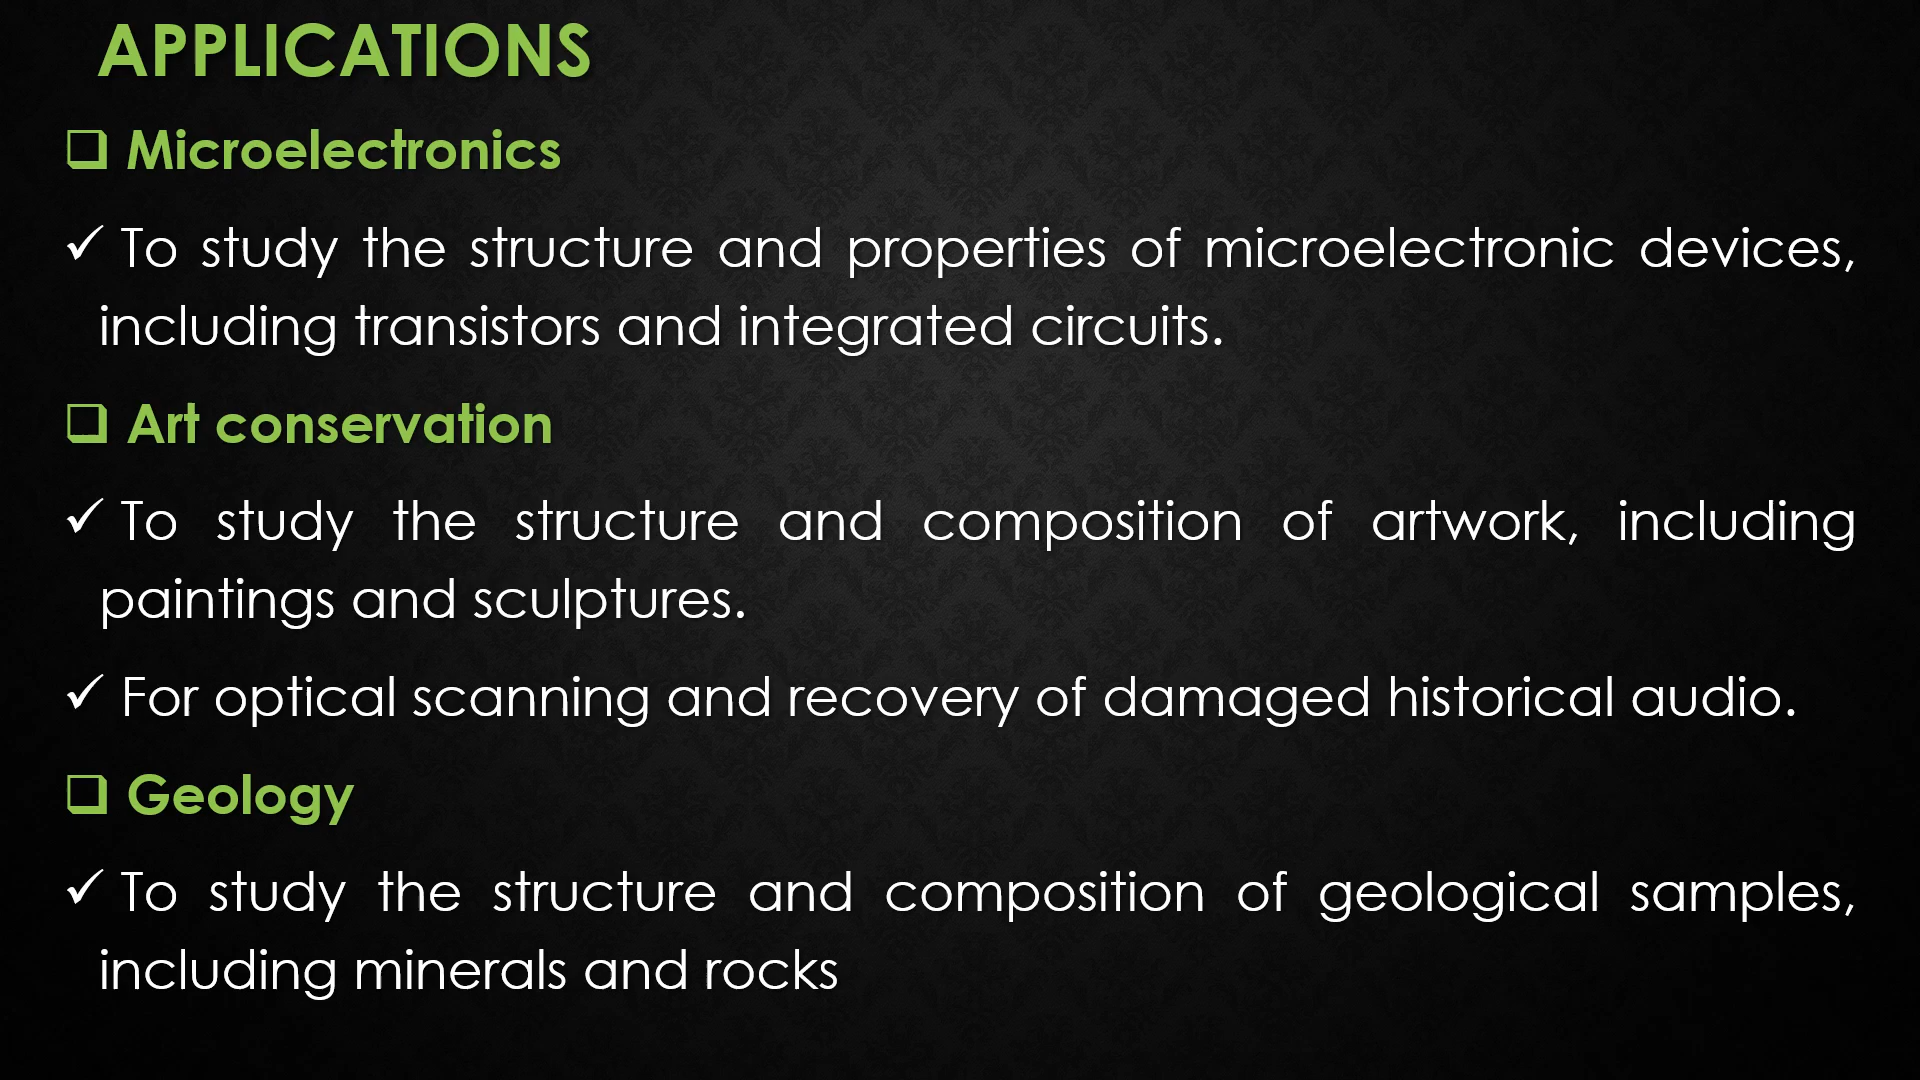 APPLICATIONS
Microelectronics
To study the structure and properties of microelectronic devices,
including transistors and integrated circuits.
Art conservation
To study the structure and composition of artwork, including
paintings and sculptures.
For optical scanning and recovery of damaged historical audio.
Geology
To study the structure and composition of geological samples,
including minerals and rocks